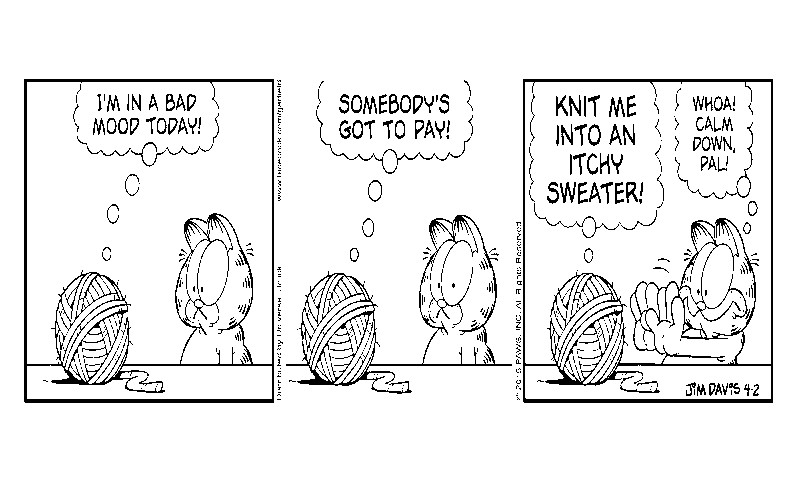 I'M IN A BAD
MOOD TODAY!
SOMEBODY'S
GOT TO PAY!
KNIT ME
INTO AN
ITCHY
SWEATER!
WHOA!
CALM
DOWN,
PAL!
JIM DAVIS 4-2